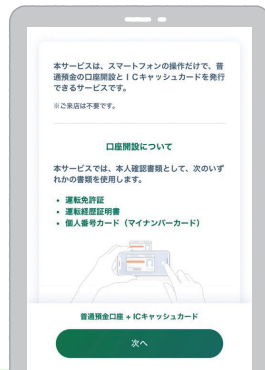 本サービスは、スマートフォンの操作だけで、普
通預金の口座開設とＩＣキャッシュカードを発行
できるサービスです。
※ご来店は不要です。
口座開設について
本サービスでは、本人確認書類として、次のいず
れかの書類を使用します。
• 運転免許証
• 運転経歴証明書
• 個人番号カード（マイナンバーカード）
普通預金口座 + ICキャッシュカード
次へ